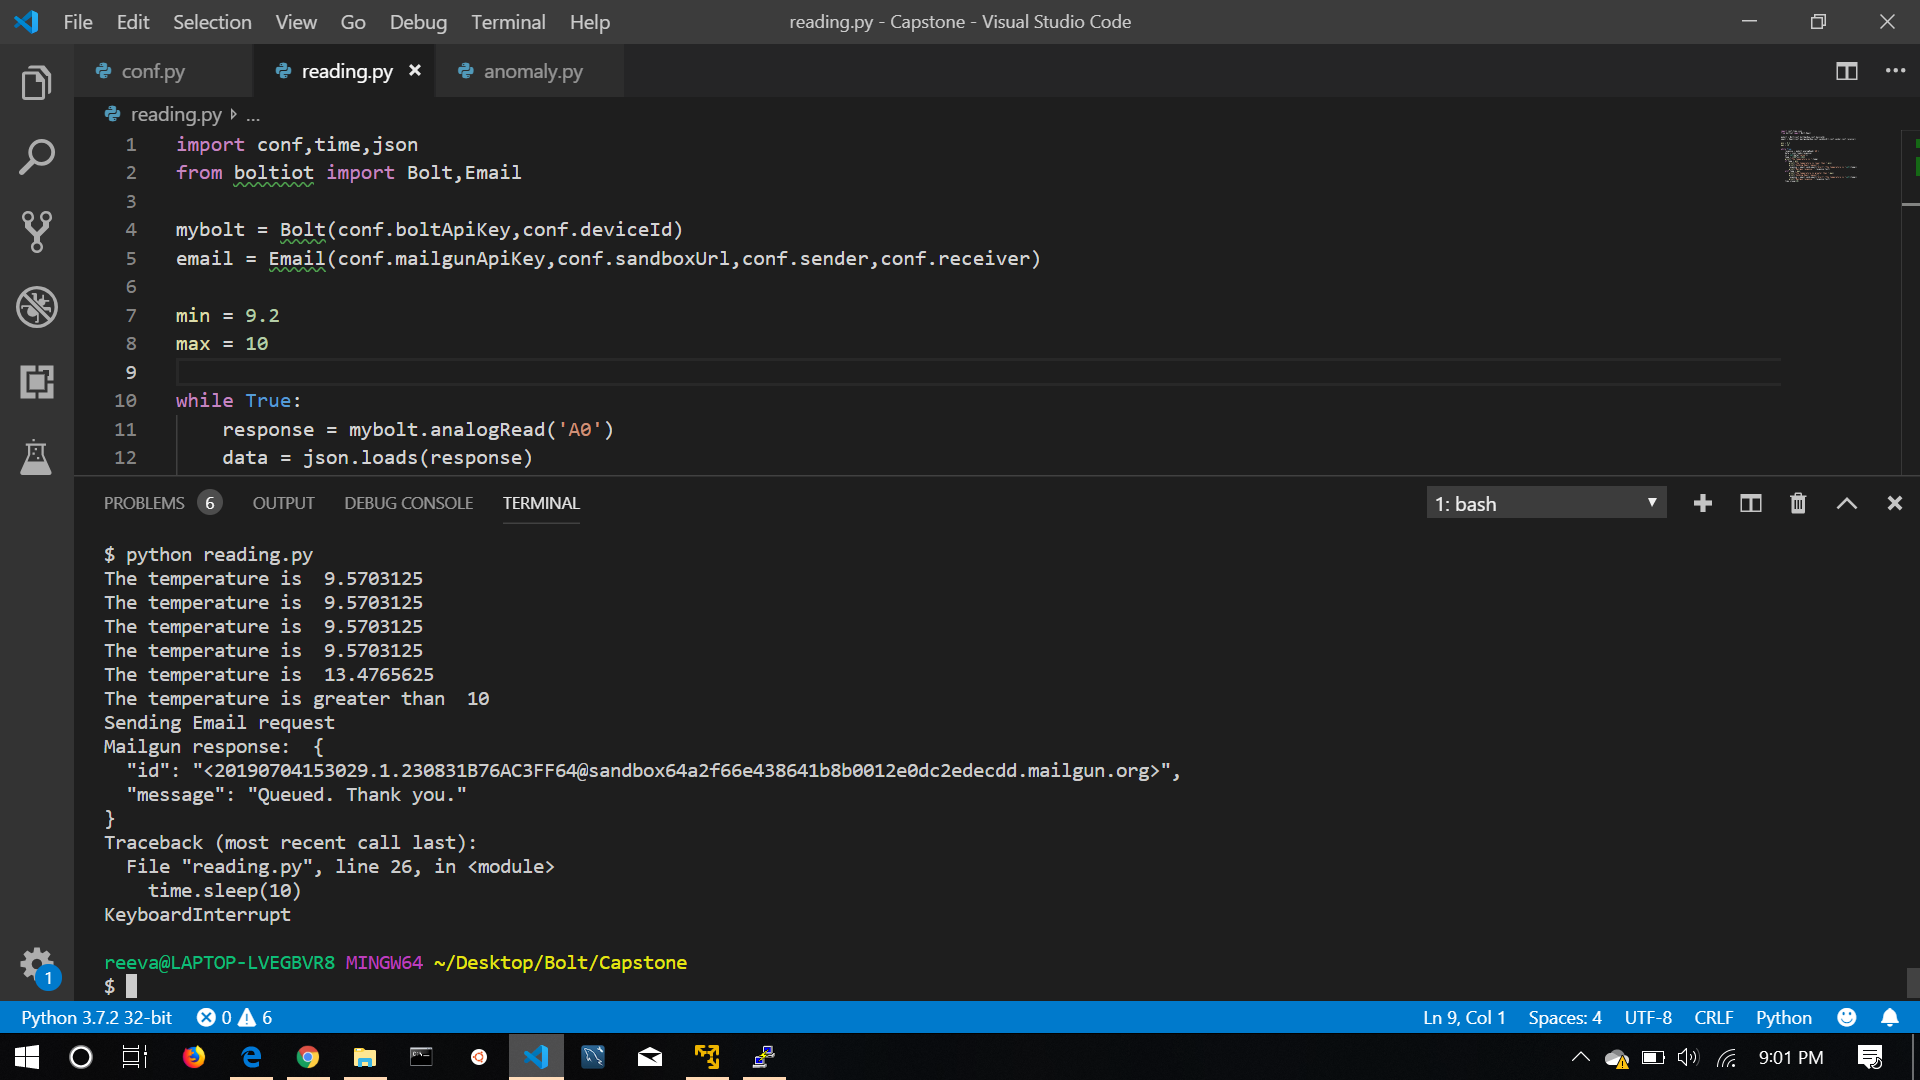 File Edit Selection View Go Debug Terminal Help reading.py - Capstone - Visual Studio Code
conf.py reading.py anomaly.py
reading.py ...
1 import conf,time,json
2 from boltiot import Bolt,Email
3
4 mybolt = Bolt(conf.boltApiKey,conf.deviceId)
5 email = Email(conf.mailgunApiKey,conf.sandboxUrl,conf.sender,conf.receiver)
6
7 min = 9.2
8 max = 10
9
10 while True:
11 response = mybolt.analogRead('A0')
12 data = json.loads(response)
PROBLEMS 6 OUTPUT DEBUG CONSOLE TERMINAL 1: bash
$ python reading.py
The temperature is  9.5703125
The temperature is  9.5703125
The temperature is  9.5703125
The temperature is  9.5703125
The temperature is  13.4765625
The temperature is greater than  10
Sending Email request
Mailgun response:  {
"id": "<20190704153029.1.230831B76AC3FF64@sandbox64a2f66e438641b8b0012e0dc2edecdd.mailgun.org>",
"message": "Queued. Thank you."
}
Traceback (most recent call last):
File "reading.py", line 26, in <module>
time.sleep(10)
KeyboardInterrupt
reeva@LAPTOP-LVEGBVR8 MINGW64 ~/Desktop/Bolt/Capstone
$
1
Python 3.7.2 32-bit 0 6 Ln 9, Col 1 Spaces: 4 UTF-8 CRLF Python
9:01 PM